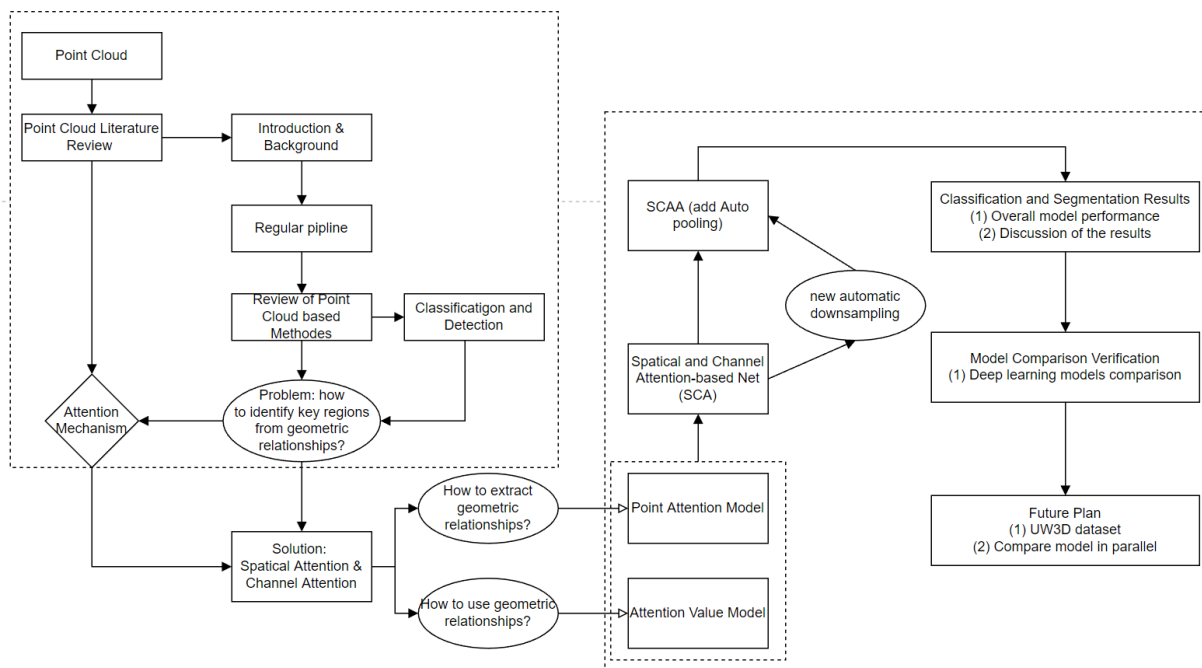 Point Cloud
Point Cloud Literature
Review
Introduction &
Background
Regular pipline
Review of Point
Cloud based
Methodes
Classificatigon and
Detection
Attention
Mechanism
Problem: how
to identify key regions
from geometric
relationships?
Solution:
Spatical Attention &
Channel Attention
How to extract
geometric
relationships?
How to use geometric
relationships?
Point Attention Model
Attention Value Model
Spatical and Channel
Attention-based Net
(SCA)
new automatic
downsampling
SCAA (add Auto
pooling)
Classification and Segmentation Results
(1) Overall model performance
(2) Discussion of the results
Model Comparison Verification
(1) Deep learning models comparison
Future Plan
(1) UW3D dataset
(2) Compare model in parallel